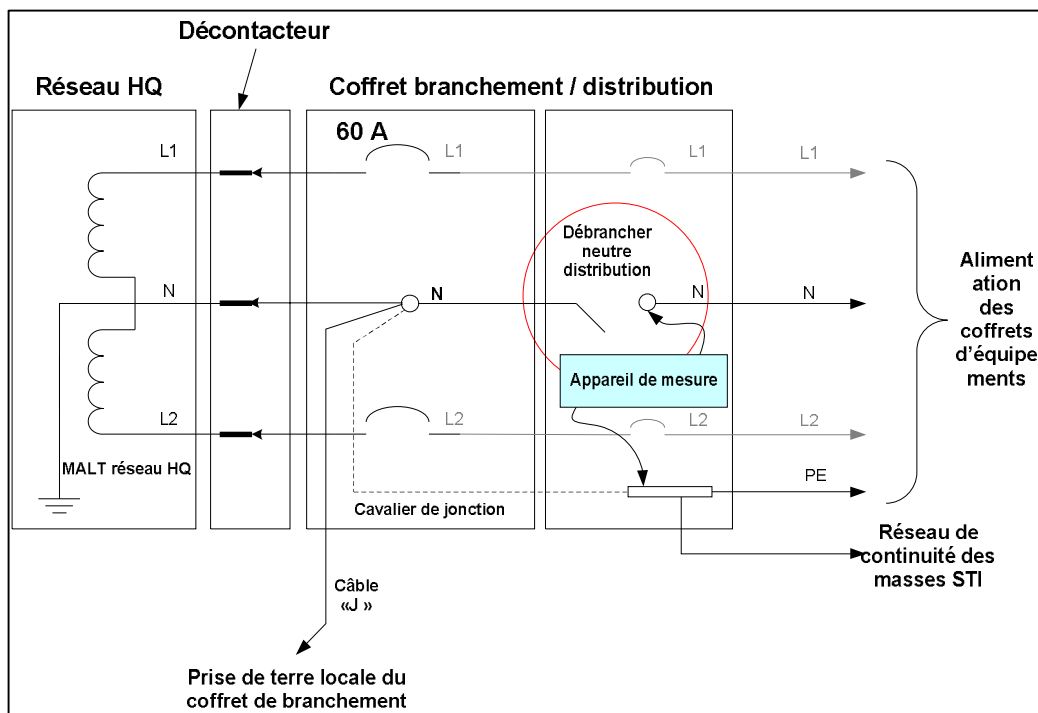 Décontacteur
Réseau HQ
Coffret branchement / distribution
60 A
L1
L1
L1
L1
Débrancher
neutre
distribution
N
N
N
N
Aliment
ation
des
coffrets
d'équipe
ments
Appareil de mesure
L2
L2
L2
L2
MALT réseau HQ
PE
Cavalier de jonction
Réseau de
continuité des
masses STI
Câble
«J »
Prise de terre locale du
coffret de branchement